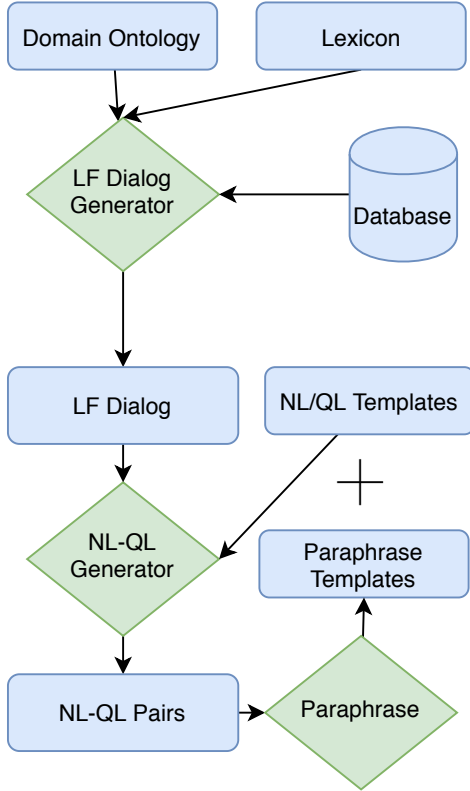 Domain Ontology
Lexicon
LF Dialog
Generator
Database
LF Dialog
NL/QL Templates
NL-QL
Generator
Paraphrase
Templates
NL-QL Pairs
Paraphrase